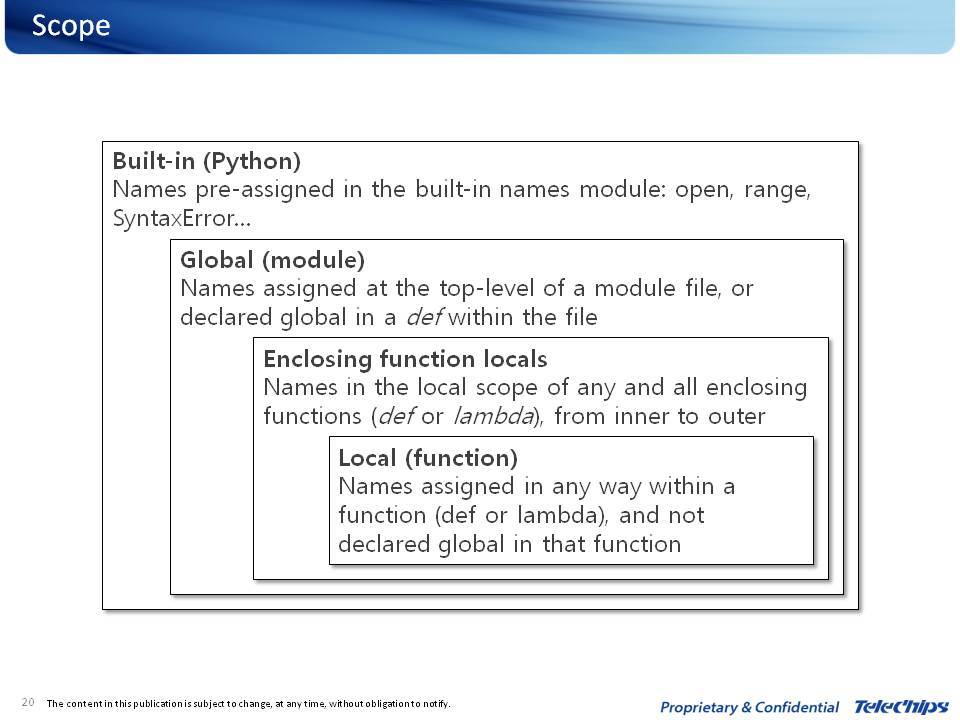 Scope
Built-in (Python)
Names pre-assigned in the built-in names module: open, range,
SyntaxError...
Global (module)
Names assigned at the top-level of a module file, or
declared global in a def within the file
Enclosing function locals
Names in the local scope of any and all enclosing
functions (def or lambda), from inner to outer
Local (function)
Names assigned in any way within a
function (def or lambda), and not
declared global in that function
20 The content in this publication is subject to change, at any time, without obligation to notify.
Proprietary & Confidential Telechips